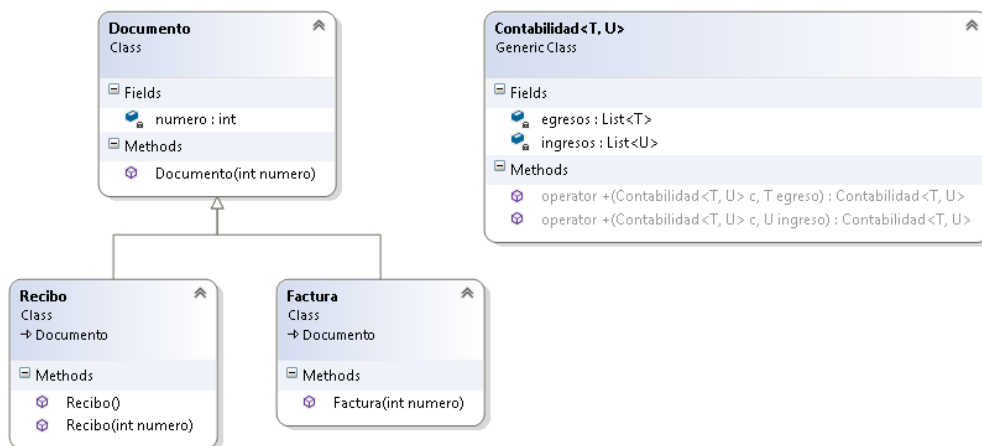 Documento
Class
Fields
numero : int
Methods
Documento(int numero)
Contabilidad<T, U>
Generic Class
Fields
egresos : List<T>
ingresos : List<U>
Methods
operator +(Contabilidad<T, U> c, T egreso) : Contabilidad<T, U>
operator +(Contabilidad<T, U> c, U ingreso) : Contabilidad<T, U>
Recibo
Class
Documento
Methods
Recibo()
Recibo(int numero)
Factura
Class
Documento
Methods
Factura(int numero)